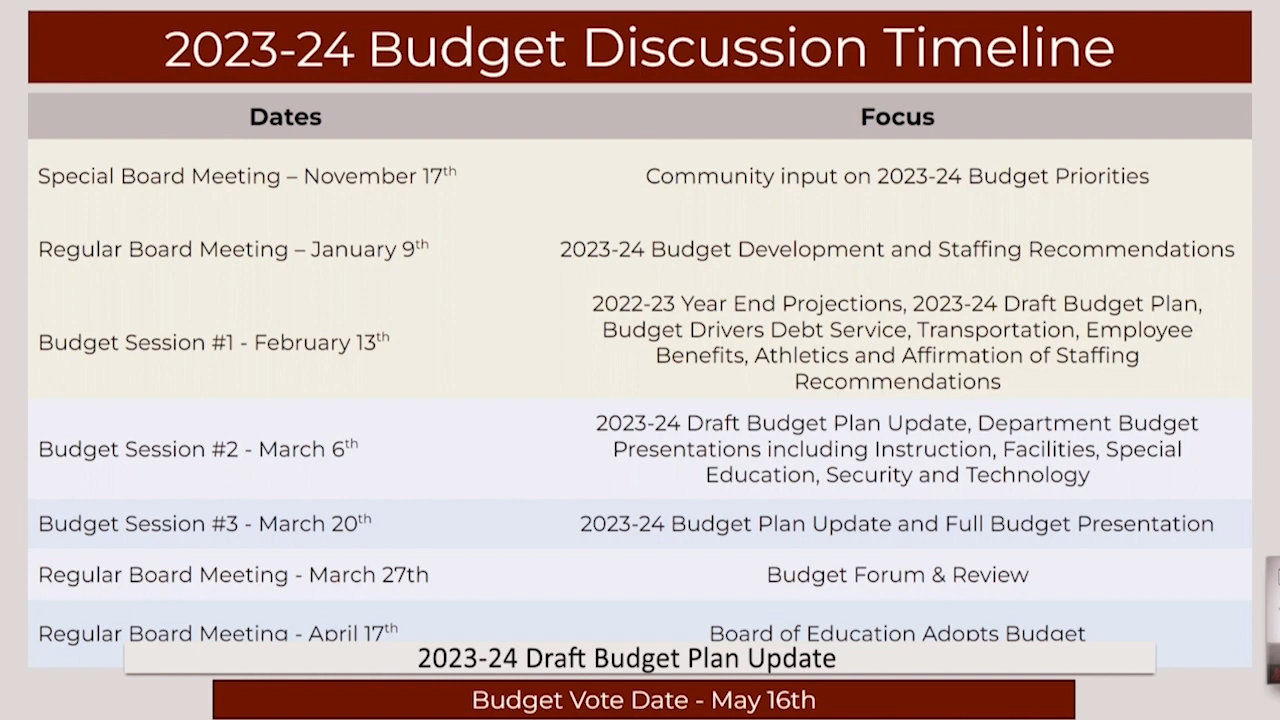 2023-24 Budget Discussion Timeline
Dates
Focus
Special Board Meeting – November 17th
Community input on 2023-24 Budget Priorities
Regular Board Meeting – January 9th
2023-24 Budget Development and Staffing Recommendations
Budget Session #1 - February 13th
2022-23 Year End Projections, 2023-24 Draft Budget Plan,
Budget Drivers Debt Service, Transportation, Employee
Benefits, Athletics and Affirmation of Staffing
Recommendations
Budget Session #2 - March 6th
2023-24 Draft Budget Plan Update, Department Budget
Presentations including Instruction, Facilities, Special
Education, Security and Technology
Budget Session #3 - March 20th
2023-24 Budget Plan Update and Full Budget Presentation
Regular Board Meeting - March 27th
Budget Forum & Review
Regular Board Meeting - April 17th
Board of Education Adopts Budget
2023-24 Draft Budget Plan Update
Budget Vote Date - May 16th